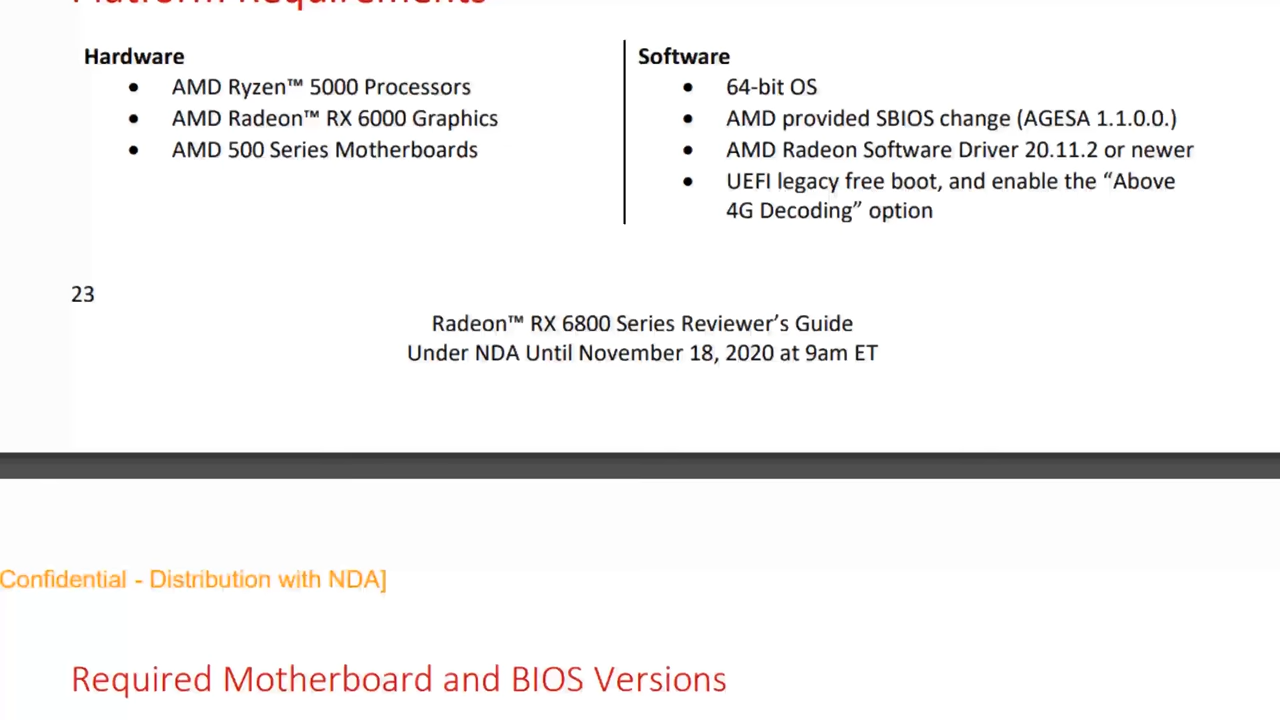 Platform Requirements
Hardware
• AMD Ryzen™ 5000 Processors
• AMD Radeon™ RX 6000 Graphics
• AMD 500 Series Motherboards
Software
• 64-bit OS
• AMD provided SBIOS change (AGESA 1.1.0.0.)
• AMD Radeon Software Driver 20.11.2 or newer
• UEFI legacy free boot, and enable the “Above
4G Decoding” option
23
Radeon™ RX 6800 Series Reviewer’s Guide
Under NDA Until November 18, 2020 at 9am ET
Confidential - Distribution with NDA]
Required Motherboard and BIOS Versions